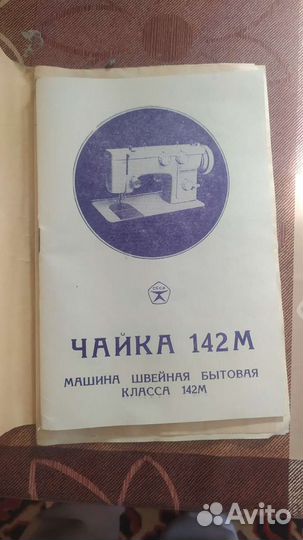 СССР
ЧАЙКА 142М
МАШИНА ШВЕЙНАЯ БЫТОВАЯ
КЛАССА 142М
Avito